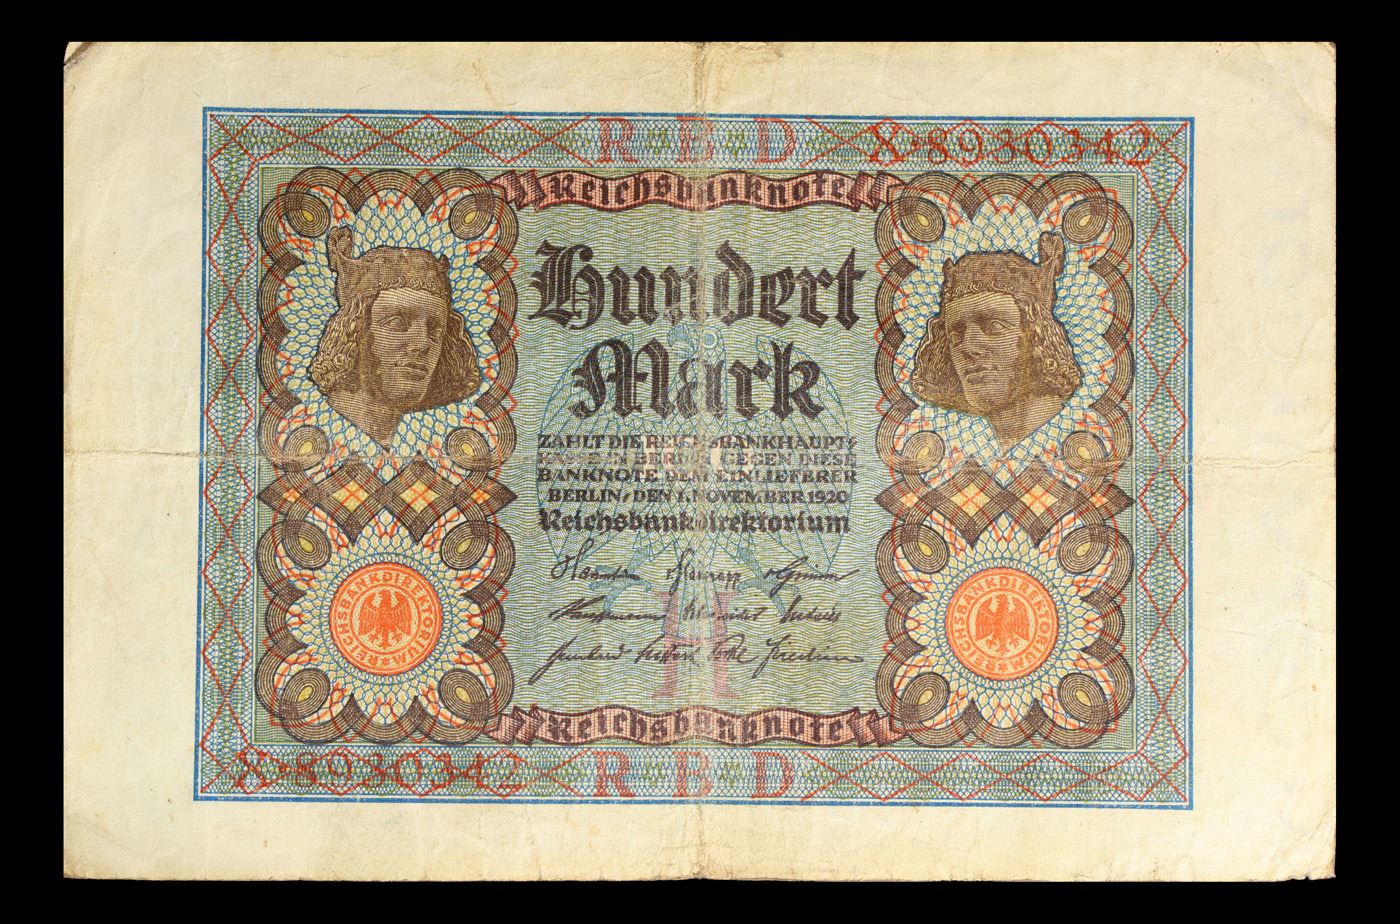 R B D
X·8930342
Reichsbanknote
Hundert
Mark
ZAHLT DIE REICHSBANKHAUPT-
KASSE IN BERLIN GEGEN DIESE
BANKNOTE DEM EINLIEFERER
BERLIN, DEN 1. NOVEMBER 1920
Reichsbankdirektorium
REICHSBANKDIREKTORIUM
REICHSBANKDIREKTORIUM
Reichsbanknote
X·8930342
R B D